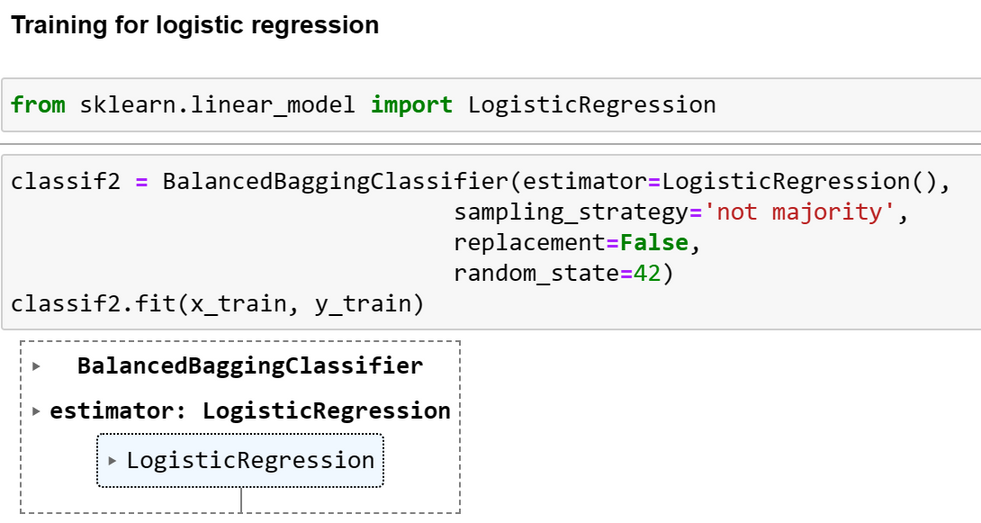 Training for logistic regression
from sklearn.linear_model import LogisticRegression
classif2 = BalancedBaggingClassifier(estimator=LogisticRegression(),
sampling_strategy='not majority',
replacement=False,
random_state=42)
classif2.fit(x_train, y_train)
BalancedBaggingClassifier
estimator: LogisticRegression
LogisticRegression